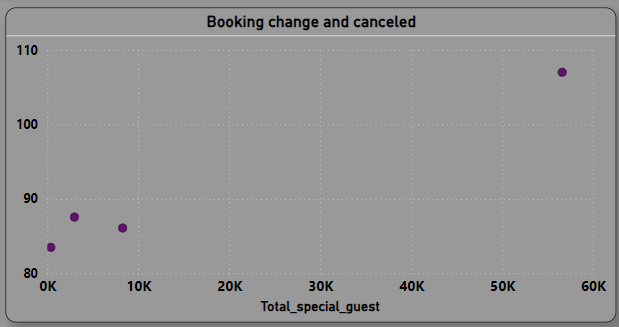 Booking change and canceled
110
100
90
80
0K 10K 20K 30K 40K 50K 60K
Total_special_guest